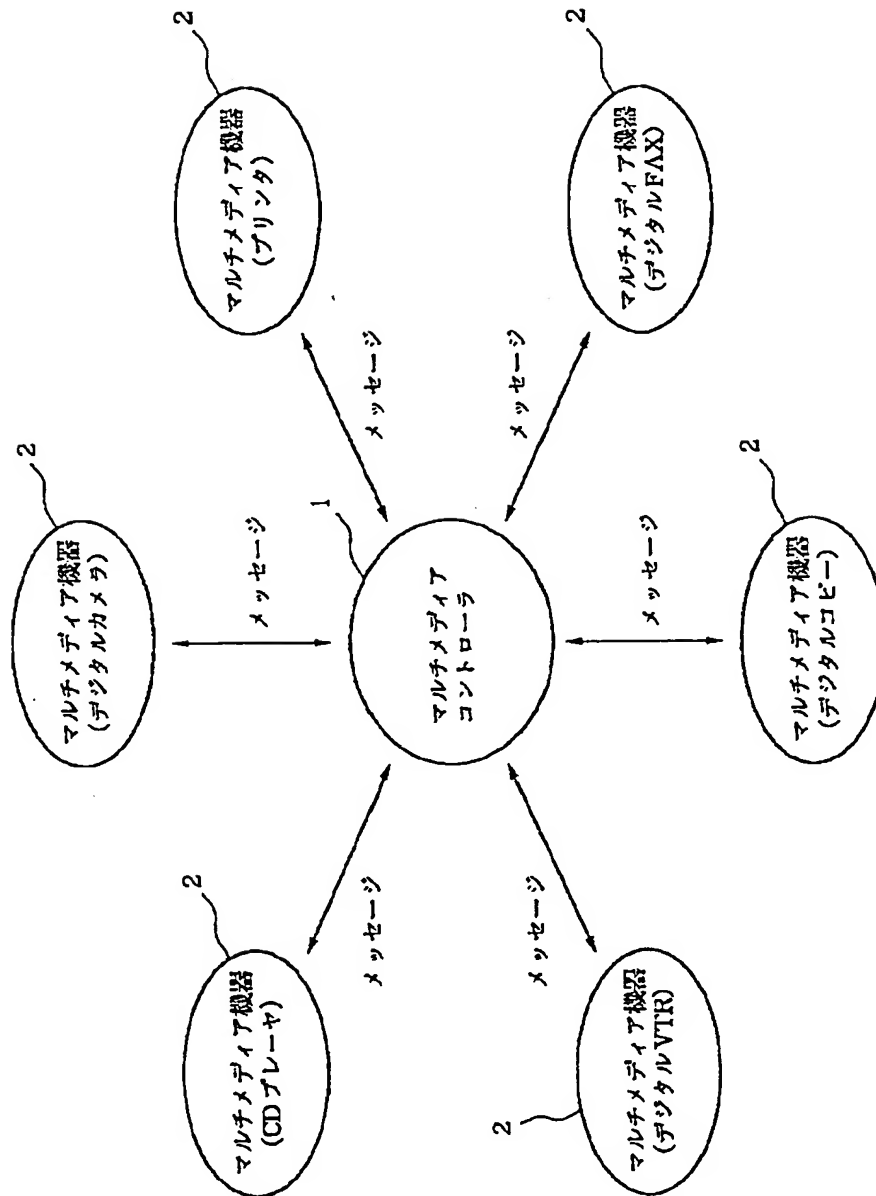 2
マルチメディア機器
(CDプレーヤ)
2
マルチメディア機器
(デジタルカメラ)
2
マルチメディア機器
(プリンタ)
メッセージ
メッセージ
メッセージ
1
マルチメディア
コントローラ
メッセージ
メッセージ
メッセージ
2
マルチメディア機器
(デジタルVTR)
2
マルチメディア機器
(デジタルコピー)
2
マルチメディア機器
(デジタルFAX)